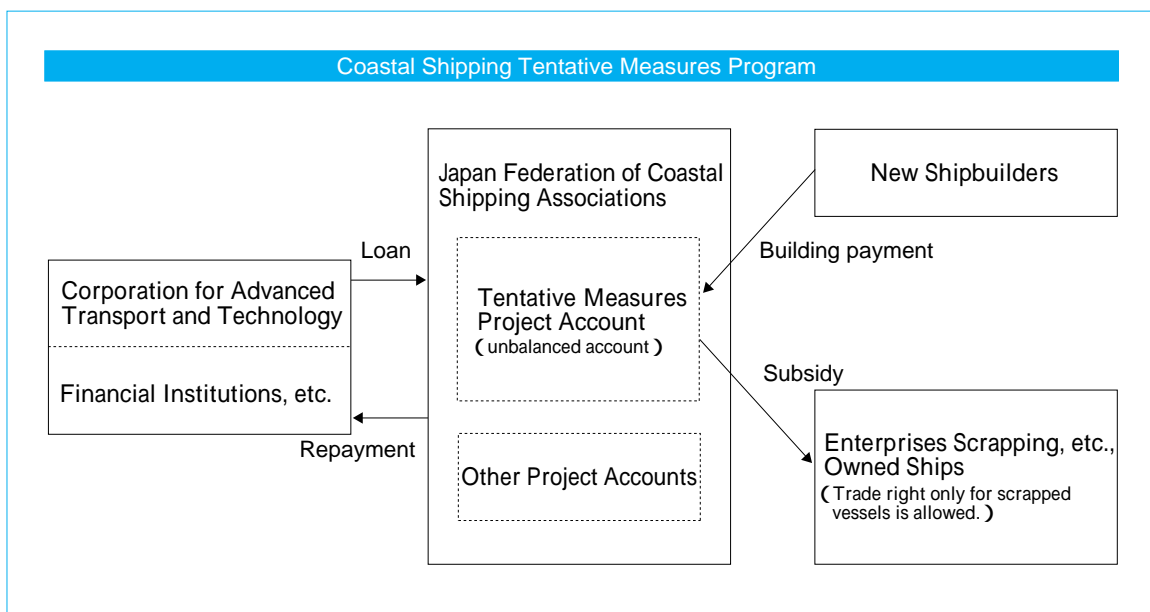 Coastal Shipping Tentative Measures Program
Japan Federation of Coastal
Shipping Associations
New Shipbuilders
Loan
Building payment
Corporation for Advanced
Transport and Technology
Tentative Measures
Project Account
(unbalanced account)
Financial Institutions, etc.
Subsidy
Repayment
Other Project Accounts
Enterprises Scrapping, etc.,
Owned Ships
(Trade right only for scrapped
vessels is allowed.)